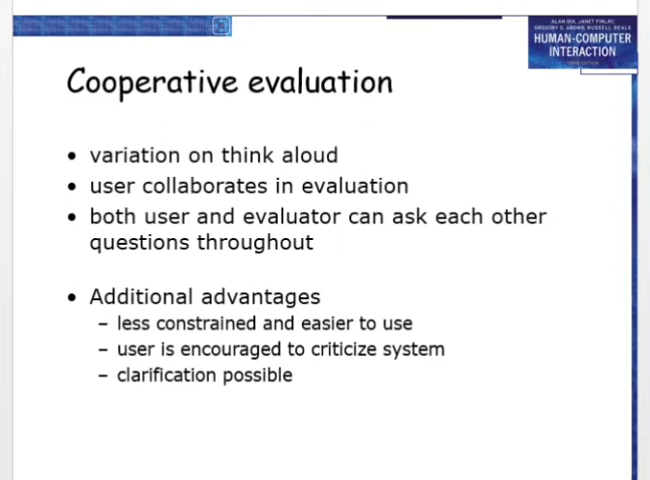 ALAN DIX, JANET FINLAY,
GREGORY D. ABOWD, RUSSELL BEALE
HUMAN-COMPUTER
INTERACTION
THIRD EDITION
Cooperative evaluation
• variation on think aloud
• user collaborates in evaluation
• both user and evaluator can ask each other
questions throughout
• Additional advantages
– less constrained and easier to use
– user is encouraged to criticize system
– clarification possible